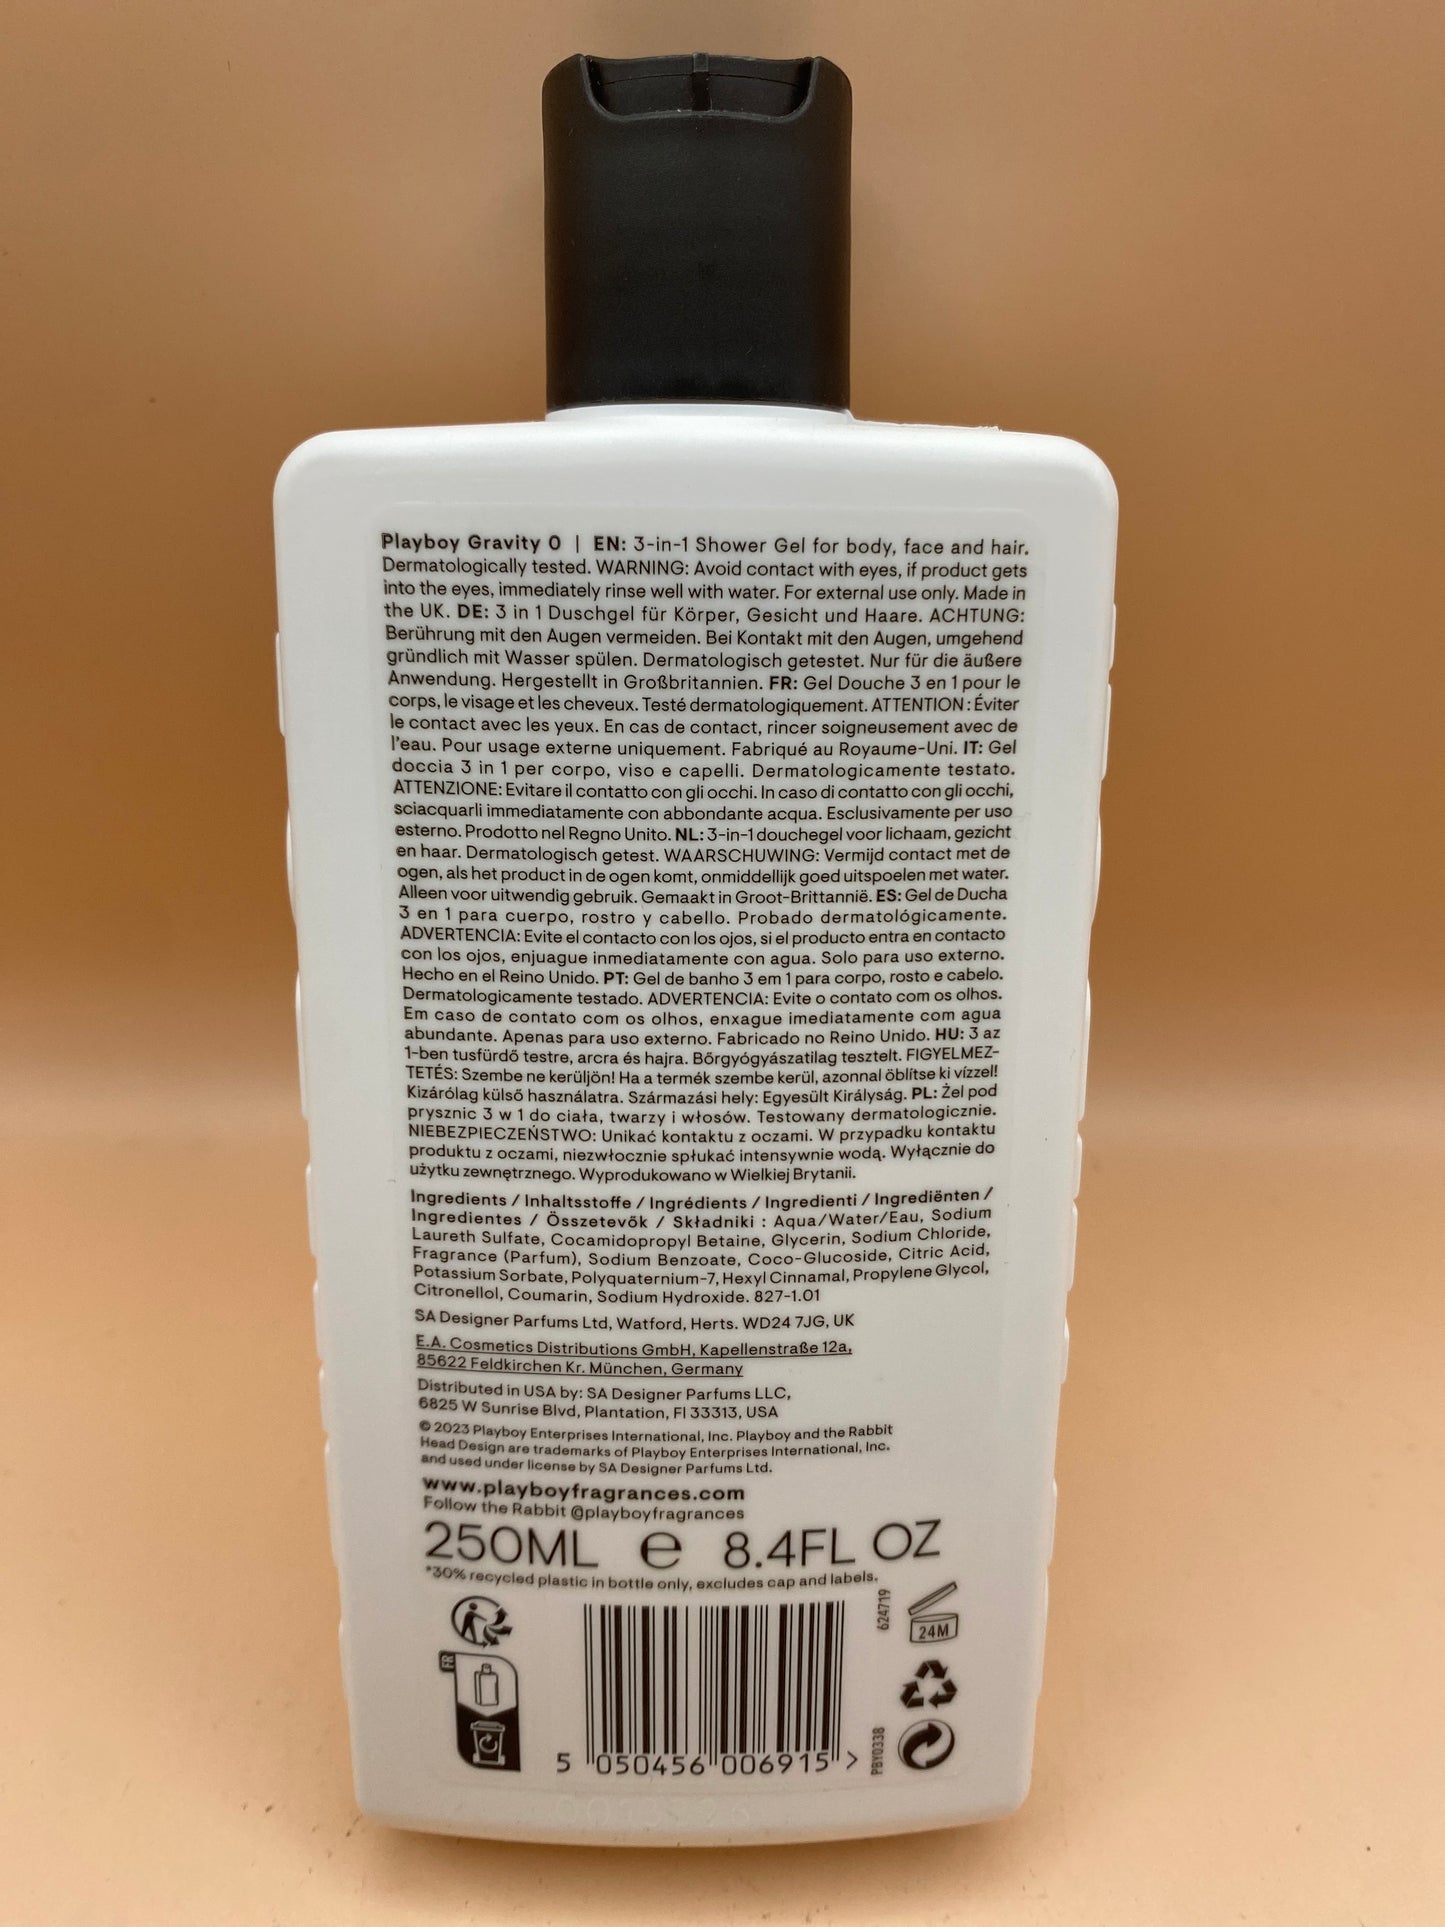 Playboy Gravity 0 | EN: 3-in-1 Shower Gel for body, face and hair.
Dermatologically tested. WARNING: Avoid contact with eyes, if product gets
into the eyes, immediately rinse well with water. For external use only. Made in
the UK. DE: 3 in 1 Duschgel für Körper, Gesicht und Haare. ACHTUNG:
Berührung mit den Augen vermeiden. Bei Kontakt mit den Augen, umgehend
gründlich mit Wasser spülen. Dermatologisch getestet. Nur für die äußere
Anwendung. Hergestellt in Großbritannien. FR: Gel Douche 3 en 1 pour le
corps, le visage et les cheveux. Testé dermatologiquement. ATTENTION : Éviter
le contact avec les yeux. En cas de contact, rincer soigneusement avec de
l'eau. Pour usage externe uniquement. Fabriqué au Royaume-Uni. IT: Gel
doccia 3 in 1 per corpo, viso e capelli. Dermatologicamente testato.
ATTENZIONE: Evitare il contatto con gli occhi. In caso di contatto con gli occhi,
sciacquarli immediatamente con abbondante acqua. Esclusivamente per uso
esterno. Prodotto nel Regno Unito. NL: 3-in-1 douchegel voor lichaam, gezicht
en haar. Dermatologisch getest. WAARSCHUWING: Vermijd contact met de
ogen, als het product in de ogen komt, onmiddellijk goed uitspoelen met water.
Alleen voor uitwendig gebruik. Gemaakt in Groot-Brittannië. ES: Gel de Ducha
3 en 1 para cuerpo, rostro y cabello. Probado dermatológicamente.
ADVERTENCIA: Evite el contacto con los ojos, si el producto entra en contacto
con los ojos, enjuague inmediatamente con agua. Solo para uso externo.
Hecho en el Reino Unido. PT: Gel de banho 3 em 1 para corpo, rosto e cabelo.
Dermatologicamente testado. ADVERTENCIA: Evite o contato com os olhos.
Em caso de contato com os olhos, enxague imediatamente com agua
abundante. Apenas para uso externo. Fabricado no Reino Unido. HU: 3 az
1-ben tusfürdő testre, arcra és hajra. Bőrgyógyászatilag tesztelt. FIGYELMEZ-
TETÉS: Szembe ne kerüljön! Ha a termék szembe kerül, azonnal öblítse ki vízzel!
Kizárólag külső használatra. Származási hely: Egyesült Királyság. PL: Żel pod
prysznic 3 w 1 do ciała, twarzy i włosów. Testowany dermatologicznie.
NIEBEZPIECZEŃSTWO: Unikać kontaktu z oczami. W przypadku kontaktu
produktu z oczami, niezwłocznie spłukać intensywnie wodą. Wyłącznie do
użytku zewnętrznego. Wyprodukowano w Wielkiej Brytanii.
Ingredients / Inhaltsstoffe / Ingrédients / Ingredienti / Ingrediënten /
Ingredientes / Összetevők / Składniki : Aqua/Water/Eau, Sodium
Laureth Sulfate, Cocamidopropyl Betaine, Glycerin, Sodium Chloride,
Fragrance (Parfum), Sodium Benzoate, Coco-Glucoside, Citric Acid,
Potassium Sorbate, Polyquaternium-7, Hexyl Cinnamal, Propylene Glycol,
Citronellol, Coumarin, Sodium Hydroxide. 827-1.01
SA Designer Parfums Ltd, Watford, Herts. WD24 7JG, UK
E.A. Cosmetics Distributions GmbH, Kapellenstraße 12a,
85622 Feldkirchen Kr. München, Germany
Distributed in USA by: SA Designer Parfums LLC,
6825 W Sunrise Blvd, Plantation, Fl 33313, USA
© 2023 Playboy Enterprises International, Inc. Playboy and the Rabbit
Head Design are trademarks of Playboy Enterprises International, Inc.
and used under license by SA Designer Parfums Ltd.
www.playboyfragrances.com
Follow the Rabbit @playboyfragrances
250ML e 8.4FL OZ
*30% recycled plastic in bottle only, excludes cap and labels.
624719
24M
FR
PBY0338
5 050456 006915 >